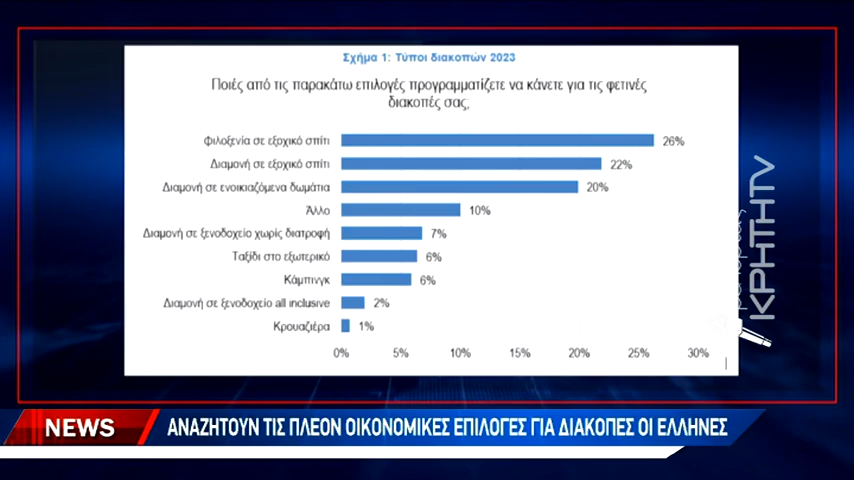 Σχήμα 1: Τύποι διακοπών 2023
Ποιές από τις παρακάτω επιλογές προγραμματίζετε να κάνετε για τις φετινές
διακοπές σας;
Φιλοξενία σε εξοχικό σπίτι 26%
Διαμονή σε εξοχικό σπίτι 22%
Διαμονή σε ενοικιαζόμενα δωμάτια 20%
Άλλο 10%
Διαμονή σε ξενοδοχείο χωρίς διατροφή 7%
Ταξίδι στο εξωτερικό 6%
Κάμπινγκ 6%
Διαμονή σε ξενοδοχείο all inclusive 2%
Κρουαζιέρα 1%
0% 5% 10% 15% 20% 25% 30%
ΚΡΗΤΗTV
NEWS ΑΝΑΖΗΤΟΥΝ ΤΙΣ ΠΛΕΟΝ ΟΙΚΟΝΟΜΙΚΕΣ ΕΠΙΛΟΓΕΣ ΓΙΑ ΔΙΑΚΟΠΕΣ ΟΙ ΕΛΛΗΝΕΣ